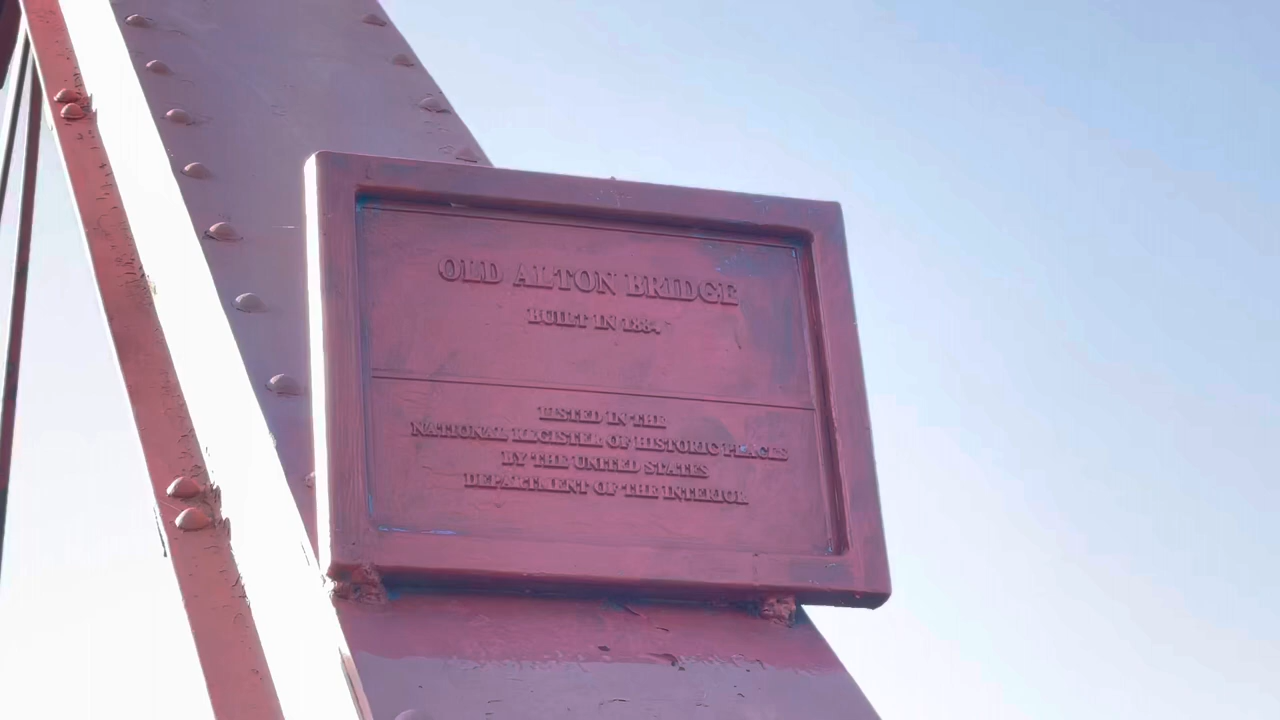 OLD ALTON BRIDGE
BUILT IN 1884
LISTED IN THE
NATIONAL REGISTER OF HISTORIC PLACES
BY THE UNITED STATES
DEPARTMENT OF THE INTERIOR